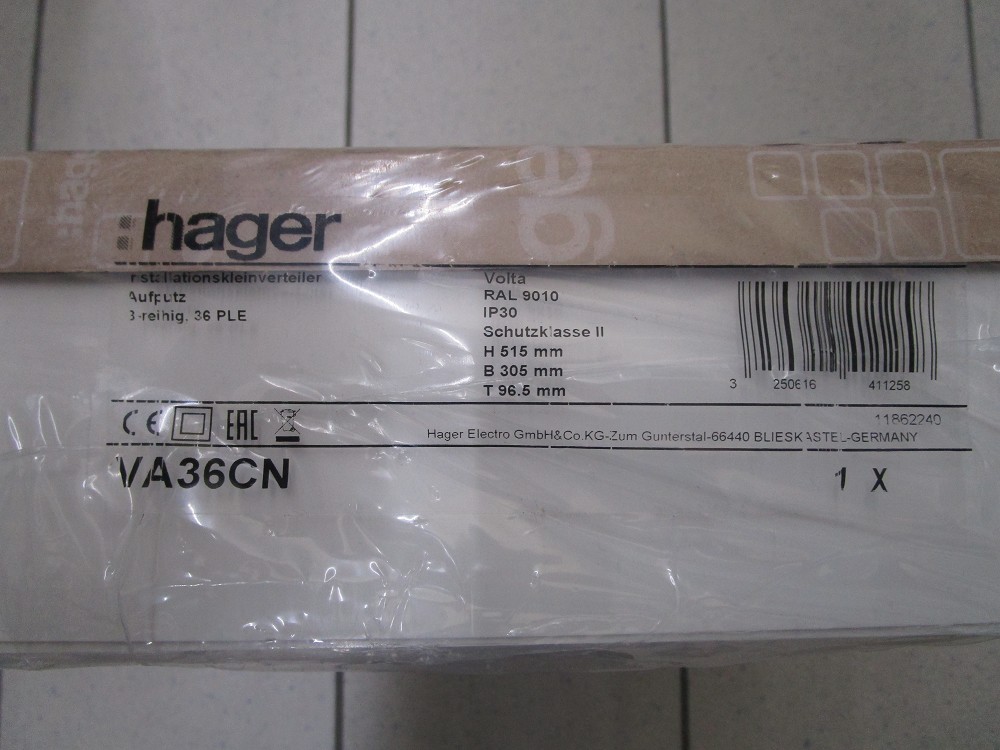 :hager
Installationskleinverteiler
Aufputz
3-reihig, 36 PLE
Volta
RAL 9010
IP30
Schutzklasse II
H 515 mm
B 305 mm
T 96.5 mm
3 250616 411258
CE EAC
11862240
Hager Electro GmbH&Co.KG-Zum Gunterstal-66440 BLIESKASTEL-GERMANY
VA36CN
1 X